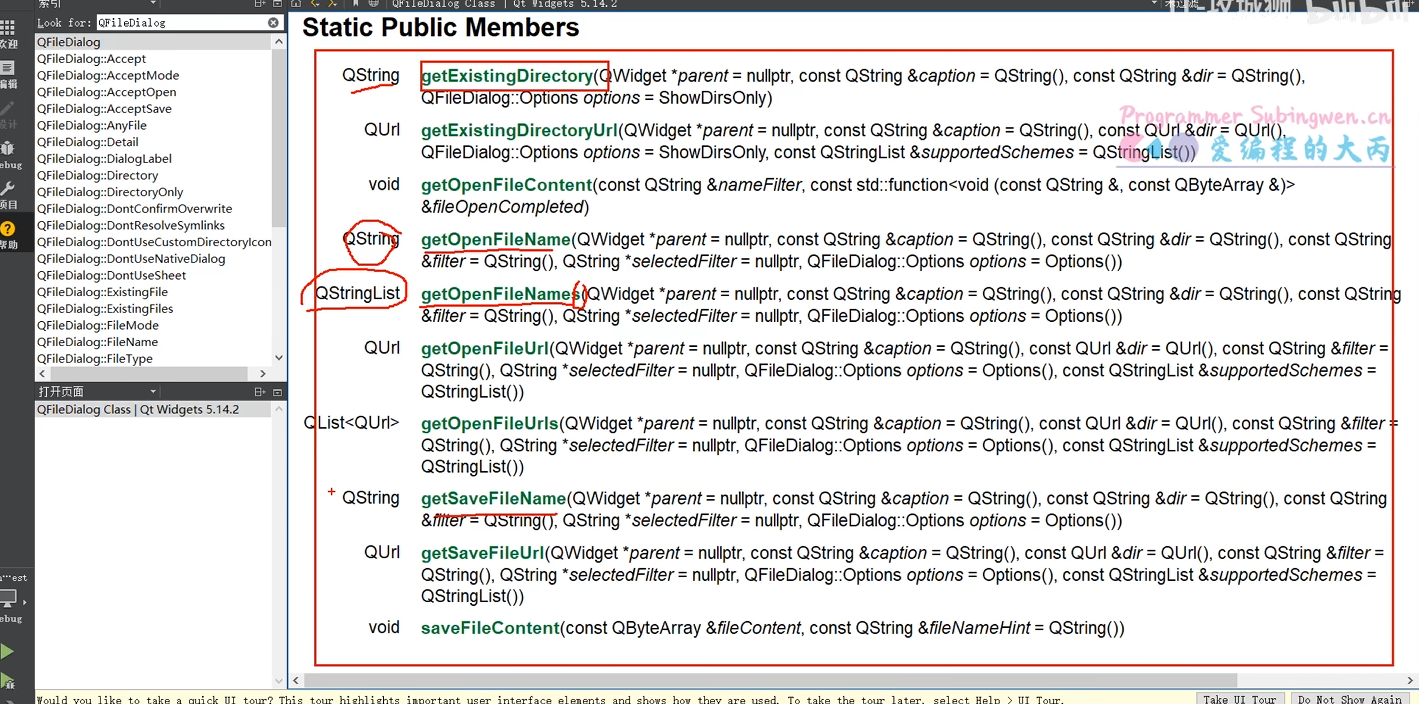 索引
QFileDialog Class | Qt Widgets 5.14.2
Look for: QFileDialog
QFileDialog
QFileDialog::Accept
QFileDialog::AcceptMode
QFileDialog::AcceptOpen
QFileDialog::AcceptSave
QFileDialog::AnyFile
QFileDialog::Detail
QFileDialog::DialogLabel
QFileDialog::Directory
QFileDialog::DirectoryOnly
QFileDialog::DontConfirmOverwrite
QFileDialog::DontResolveSymlinks
QFileDialog::DontUseCustomDirectoryIcon
QFileDialog::DontUseNativeDialog
QFileDialog::DontUseSheet
QFileDialog::ExistingFile
QFileDialog::ExistingFiles
QFileDialog::FileMode
QFileDialog::FileName
QFileDialog::FileType
打开页面
QFileDialog Class | Qt Widgets 5.14.2
欢迎
编辑
设计
ebug
项目
帮助
ebug
Static Public Members
QString getExistingDirectory(QWidget *parent = nullptr, const QString &caption = QString(), const QString &dir = QString(),
QFileDialog::Options options = ShowDirsOnly)
QUrl getExistingDirectoryUrl(QWidget *parent = nullptr, const QString &caption = QString(), const QUrl &dir = QUrl(),
QFileDialog::Options options = ShowDirsOnly, const QStringList &supportedSchemes = QStringList())
void getOpenFileContent(const QString &nameFilter, const std::function<void (const QString &, const QByteArray &)>
&fileOpenCompleted)
QString getOpenFileName(QWidget *parent = nullptr, const QString &caption = QString(), const QString &dir = QString(), const QString
&filter = QString(), QString *selectedFilter = nullptr, QFileDialog::Options options = Options())
QStringList getOpenFileNames(QWidget *parent = nullptr, const QString &caption = QString(), const QString &dir = QString(), const QString
&filter = QString(), QString *selectedFilter = nullptr, QFileDialog::Options options = Options())
QUrl getOpenFileUrl(QWidget *parent = nullptr, const QString &caption = QString(), const QUrl &dir = QUrl(), const QString &filter =
QString(), QString *selectedFilter = nullptr, QFileDialog::Options options = Options(), const QStringList &supportedSchemes =
QStringList())
QList<QUrl> getOpenFileUrls(QWidget *parent = nullptr, const QString &caption = QString(), const QUrl &dir = QUrl(), const QString &filter =
QString(), QString *selectedFilter = nullptr, QFileDialog::Options options = Options(), const QStringList &supportedSchemes =
QStringList())
QString getSaveFileName(QWidget *parent = nullptr, const QString &caption = QString(), const QString &dir = QString(), const QString
&filter = QString(), QString *selectedFilter = nullptr, QFileDialog::Options options = Options())
QUrl getSaveFileUrl(QWidget *parent = nullptr, const QString &caption = QString(), const QUrl &dir = QUrl(), const QString &filter =
QString(), QString *selectedFilter = nullptr, QFileDialog::Options options = Options(), const QStringList &supportedSchemes =
QStringList())
void saveFileContent(const QByteArray &fileContent, const QString &fileNameHint = QString())
Programmer Subingwen.cn
爱编程的大丙
bilibili
Would you like to take a quick UI tour? This tour highlights important user interface elements and shows how they are used. To take the tour later, select Help > UI Tour.
Take UI Tour
Do Not Show Again